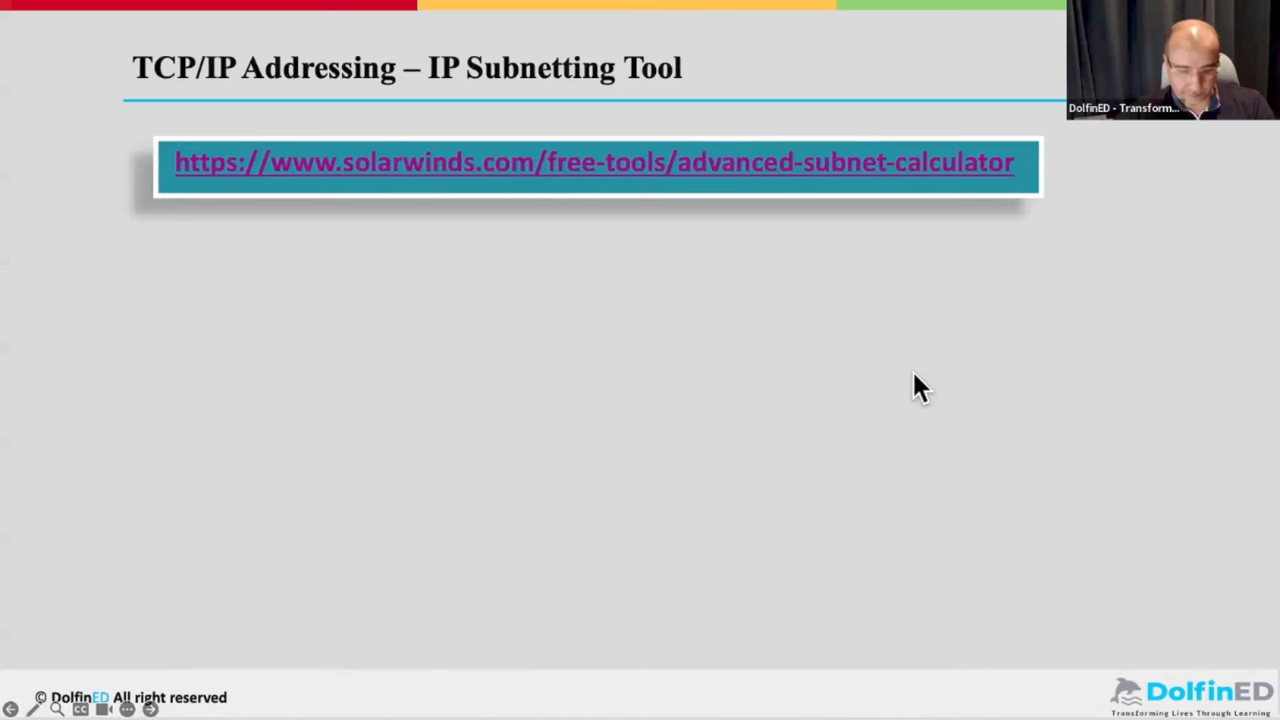 TCP/IP Addressing – IP Subnetting Tool
DolfinED - Transform...
https://www.solarwinds.com/free-tools/advanced-subnet-calculator
© DolfinED All right reserved
CC
DolfinED
Transforming Lives Through Learning